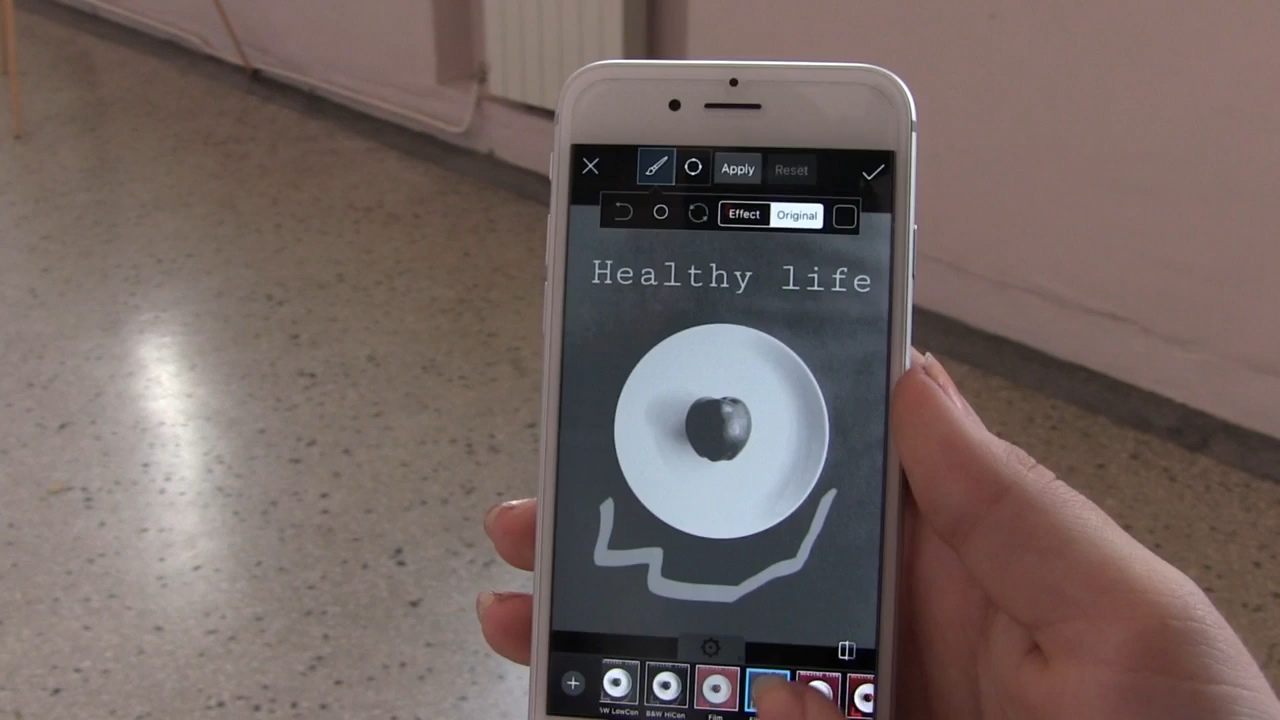 Apply Reset
Effect Original
Healthy life
B&W HiCon Film